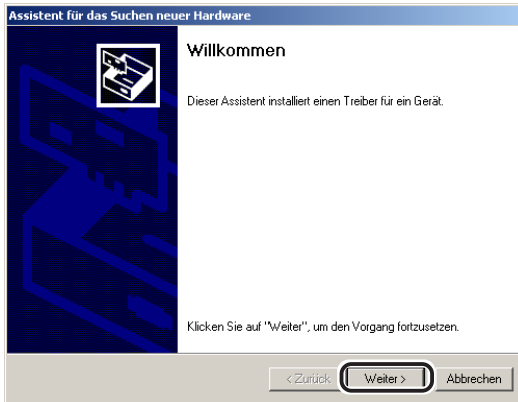 Assistent für das Suchen neuer Hardware
Willkommen
Dieser Assistent installiert einen Treiber für ein Gerät.
Klicken Sie auf "Weiter", um den Vorgang fortzusetzen.
< Zurück
Weiter >
Abbrechen